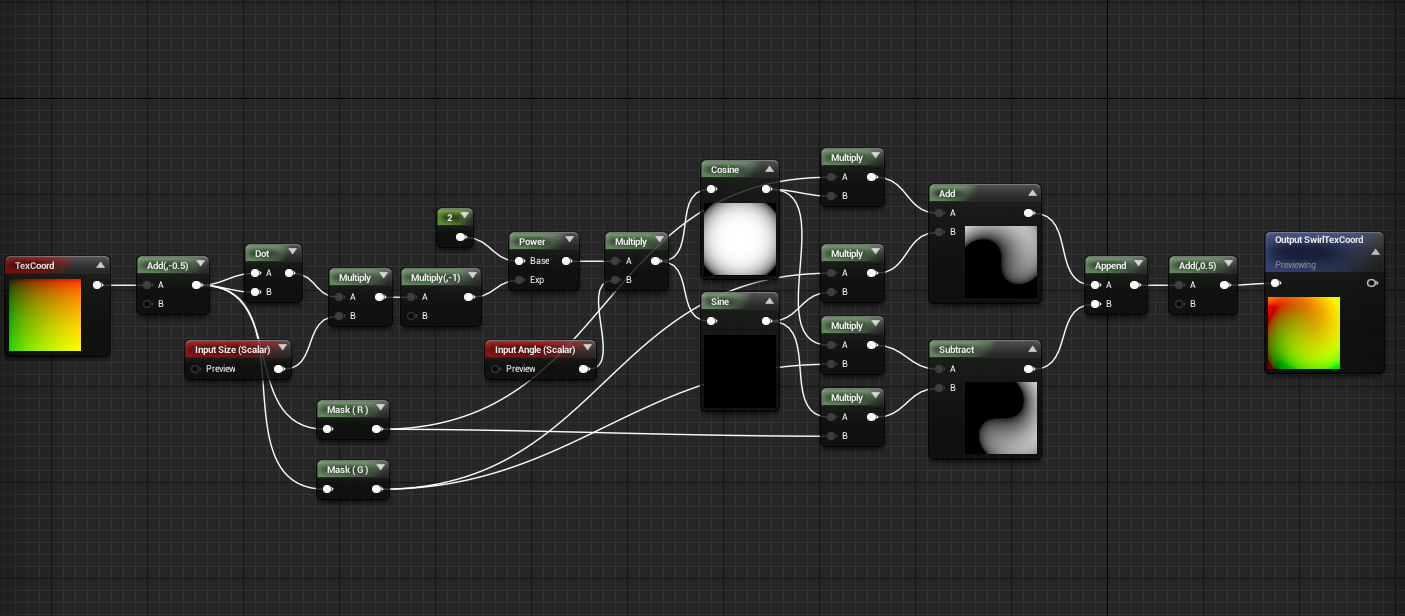 TexCoord
Add(,-0.5)
A
B
Dot
A
B
Multiply
A
B
Multiply(,-1)
A
B
Input Size (Scalar)
Preview
2
Power
Base
Exp
Multiply
A
B
Input Angle (Scalar)
Preview
Mask ( R )
Mask ( G )
Cosine
Sine
Multiply
A
B
Multiply
A
B
Multiply
A
B
Multiply
A
B
Add
A
B
Subtract
A
B
Append
A
B
Add(,0.5)
A
B
Output SwirlTexCoord
Previewing